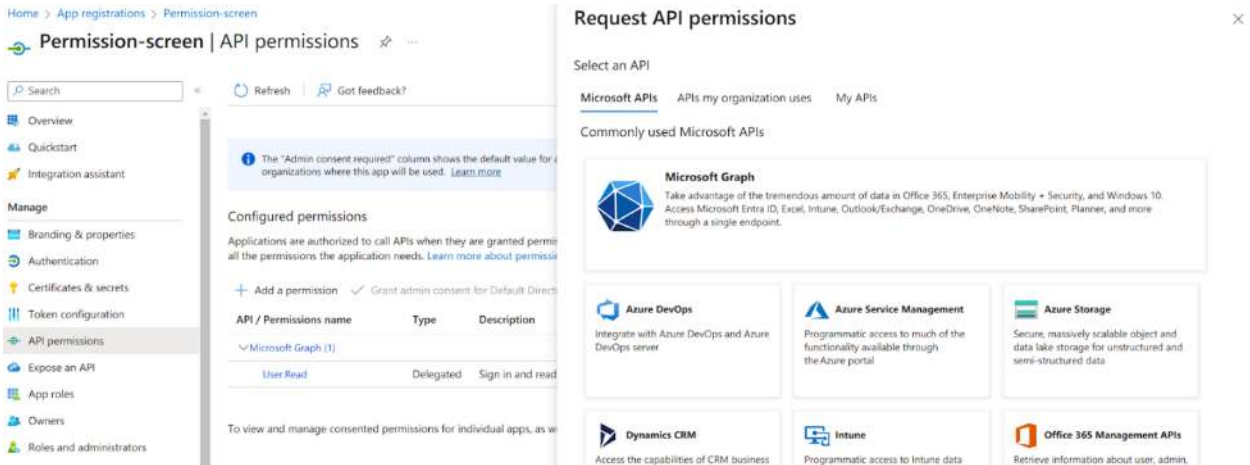 Home > App registrations > Permission-screen
Permission-screen | API permissions
Search
Overview
Quickstart
Integration assistant
Manage
Branding & properties
Authentication
Certificates & secrets
Token configuration
API permissions
Expose an API
App roles
Owners
Roles and administrators
Refresh
Got feedback?
The "Admin consent required" column shows the default value for a
organizations where this app will be used. Learn more
Configured permissions
Applications are authorized to call APIs when they are granted permi
all the permissions the application needs. Learn more about permissi
Add a permission
Grant admin consent for Default Direct
API / Permissions name Type Description
Microsoft Graph (1)
User.Read Delegated Sign in and read
To view and manage consented permissions for individual apps, as w
Request API permissions
Select an API
Microsoft APIs APIs my organization uses My APIs
Commonly used Microsoft APIs
Microsoft Graph
Take advantage of the tremendous amount of data in Office 365, Enterprise Mobility + Security, and Windows 10.
Access Microsoft Entra ID, Excel, Intune, Outlook/Exchange, OneDrive, OneNote, SharePoint, Planner, and more
through a single endpoint.
Azure DevOps
Integrate with Azure DevOps and Azure
DevOps server
Azure Service Management
Programmatic access to much of the
functionality available through
the Azure portal
Azure Storage
Secure, massively scalable object and
data lake storage for unstructured and
semi-structured data
Dynamics CRM
Access the capabilities of CRM business
Intune
Programmatic access to Intune data
Office 365 Management APIs
Retrieve information about user, admin,